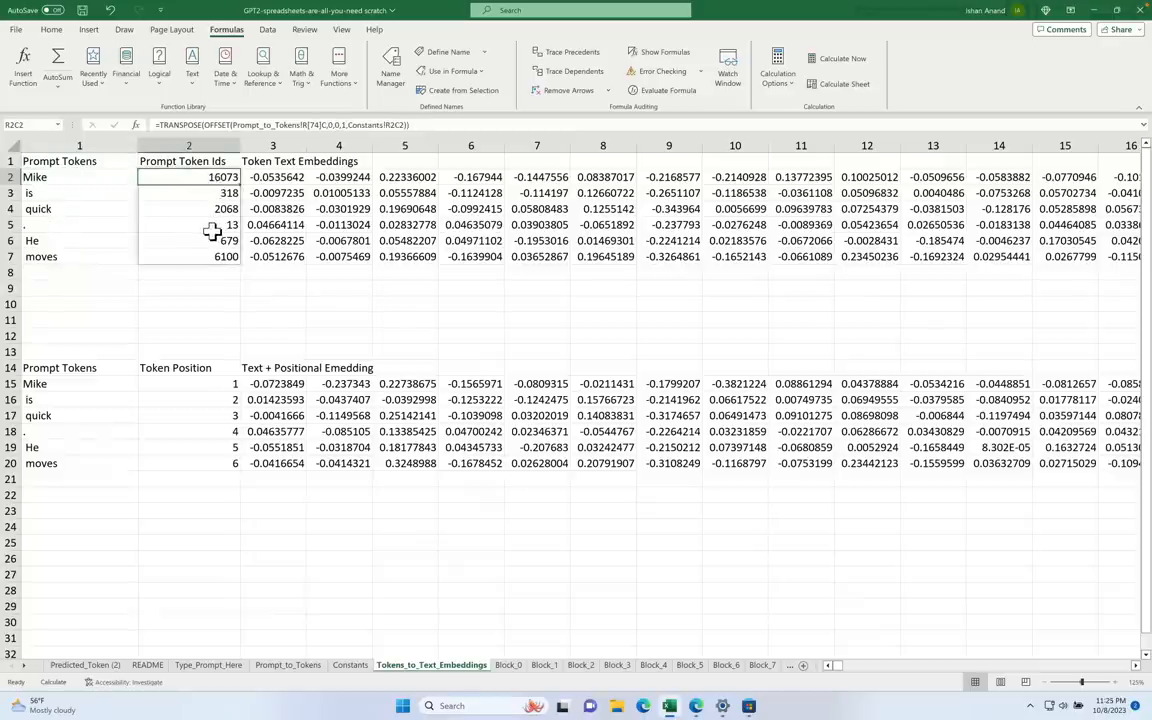 AutoSave Off GPT2-spreadsheets-are-all-you-need scratch Search Ishan Anand IA
File Home Insert Draw Page Layout Formulas Data Review View Help Comments Share
Insert Function AutoSum Recently Used Financial Logical Text Date & Time Lookup & Reference Math & Trig More Functions Name Manager Define Name Use in Formula Create from Selection Trace Precedents Trace Dependents Remove Arrows Show Formulas Error Checking Evaluate Formula Watch Window Calculation Options Calculate Now Calculate Sheet
Function Library Defined Names Formula Auditing Calculation
R2C2 fx =TRANSPOSE(OFFSET(Prompt_to_Tokens!R[74]C,0,0,1,Constants!R2C2))
1 2 3 4 5 6 7 8 9 10 11 12 13 14 15 16
1 Prompt Tokens Prompt Token Ids Token Text Embeddings
2 Mike 16073 -0.0535642 -0.0399244 0.22336002 -0.167944 -0.1447556 0.08387017 -0.2168577 -0.2140928 0.13772395 0.10025012 -0.0509656 -0.0583882 -0.0770946 -0.101
3 is 318 -0.0097235 0.01005133 0.05557884 -0.1124128 -0.114197 0.12660722 -0.2651107 -0.1186538 -0.0361108 0.05096832 0.0040486 -0.0753268 0.05702734 -0.041
4 quick 2068 -0.0083826 -0.0301929 0.19690648 -0.0992415 0.05808483 0.1255142 -0.343964 0.0056699 0.09639783 0.07254379 -0.0381503 -0.128176 0.05285898 0.0567
5 . 13 0.04664114 -0.0113024 0.02832778 0.04635079 0.03903805 -0.0651892 -0.237793 -0.0276241 -0.0089369 0.05423654 0.02650536 -0.0183138 0.04464085 0.0338
6 He 679 -0.0628225 -0.0067801 0.05482207 0.04971102 -0.1953016 0.01469301 -0.2241214 0.02183576 -0.0672066 -0.0028431 -0.185474 -0.0046237 0.17030545 0.042
7 moves 6100 -0.0512676 -0.0075469 0.19366609 -0.1639904 0.03652867 0.19645189 -0.3264861 -0.1652143 -0.0661089 0.23450236 -0.1692324 0.02954441 0.0267799 -0.115
8
9
10
11
12
13
14 Prompt Tokens Token Position Text + Positional Emedding
15 Mike 1 -0.0723849 -0.237343 0.22738675 -0.1565971 -0.0809315 -0.0211431 -0.1799207 -0.3821224 0.08861294 0.04378884 -0.0534216 -0.0448851 -0.0812657 -0.085
16 is 2 0.01423593 -0.0437407 -0.0392998 -0.1253222 -0.1242475 0.15766723 -0.2141962 0.06617522 0.00749735 0.06949555 -0.0379585 -0.0840952 0.01778117 -0.024
17 quick 3 -0.0041666 -0.1149568 0.25142141 -0.1039098 0.03202019 0.14083831 -0.3174657 0.06491473 0.09101275 0.08698098 -0.006844 -0.1197494 0.03597144 0.0780
18 . 4 0.04635777 -0.085105 0.13385425 0.04700242 0.02346371 -0.0544767 -0.2264214 0.03231859 -0.0221707 0.06286672 0.03430829 -0.0070915 0.04209569 0.0432
19 He 5 -0.0551851 -0.0318704 0.18177843 0.04345733 -0.207683 0.03242477 -0.2150212 0.07397148 -0.0680859 0.0052924 -0.1658449 8.302E-05 0.1632724 0.0513
20 moves 6 -0.0416654 -0.0414321 0.3248988 -0.1678452 0.02628004 0.20791907 -0.3108249 -0.1168797 -0.0753199 0.23442123 -0.1559599 0.03632709 0.02715029 -0.109
21
22
23
24
25
26
27
28
29
30
31
32
Predicted_Token (2) README Type_Prompt_Here Prompt_to_Tokens Constants Tokens_to_Text_Embeddings Block_0 Block_1 Block_2 Block_3 Block_4 Block_5 Block_6 Block_7 ...
Ready Calculate Accessibility: Investigate 125%
56°F Mostly cloudy Search 11:25 PM 10/8/2023